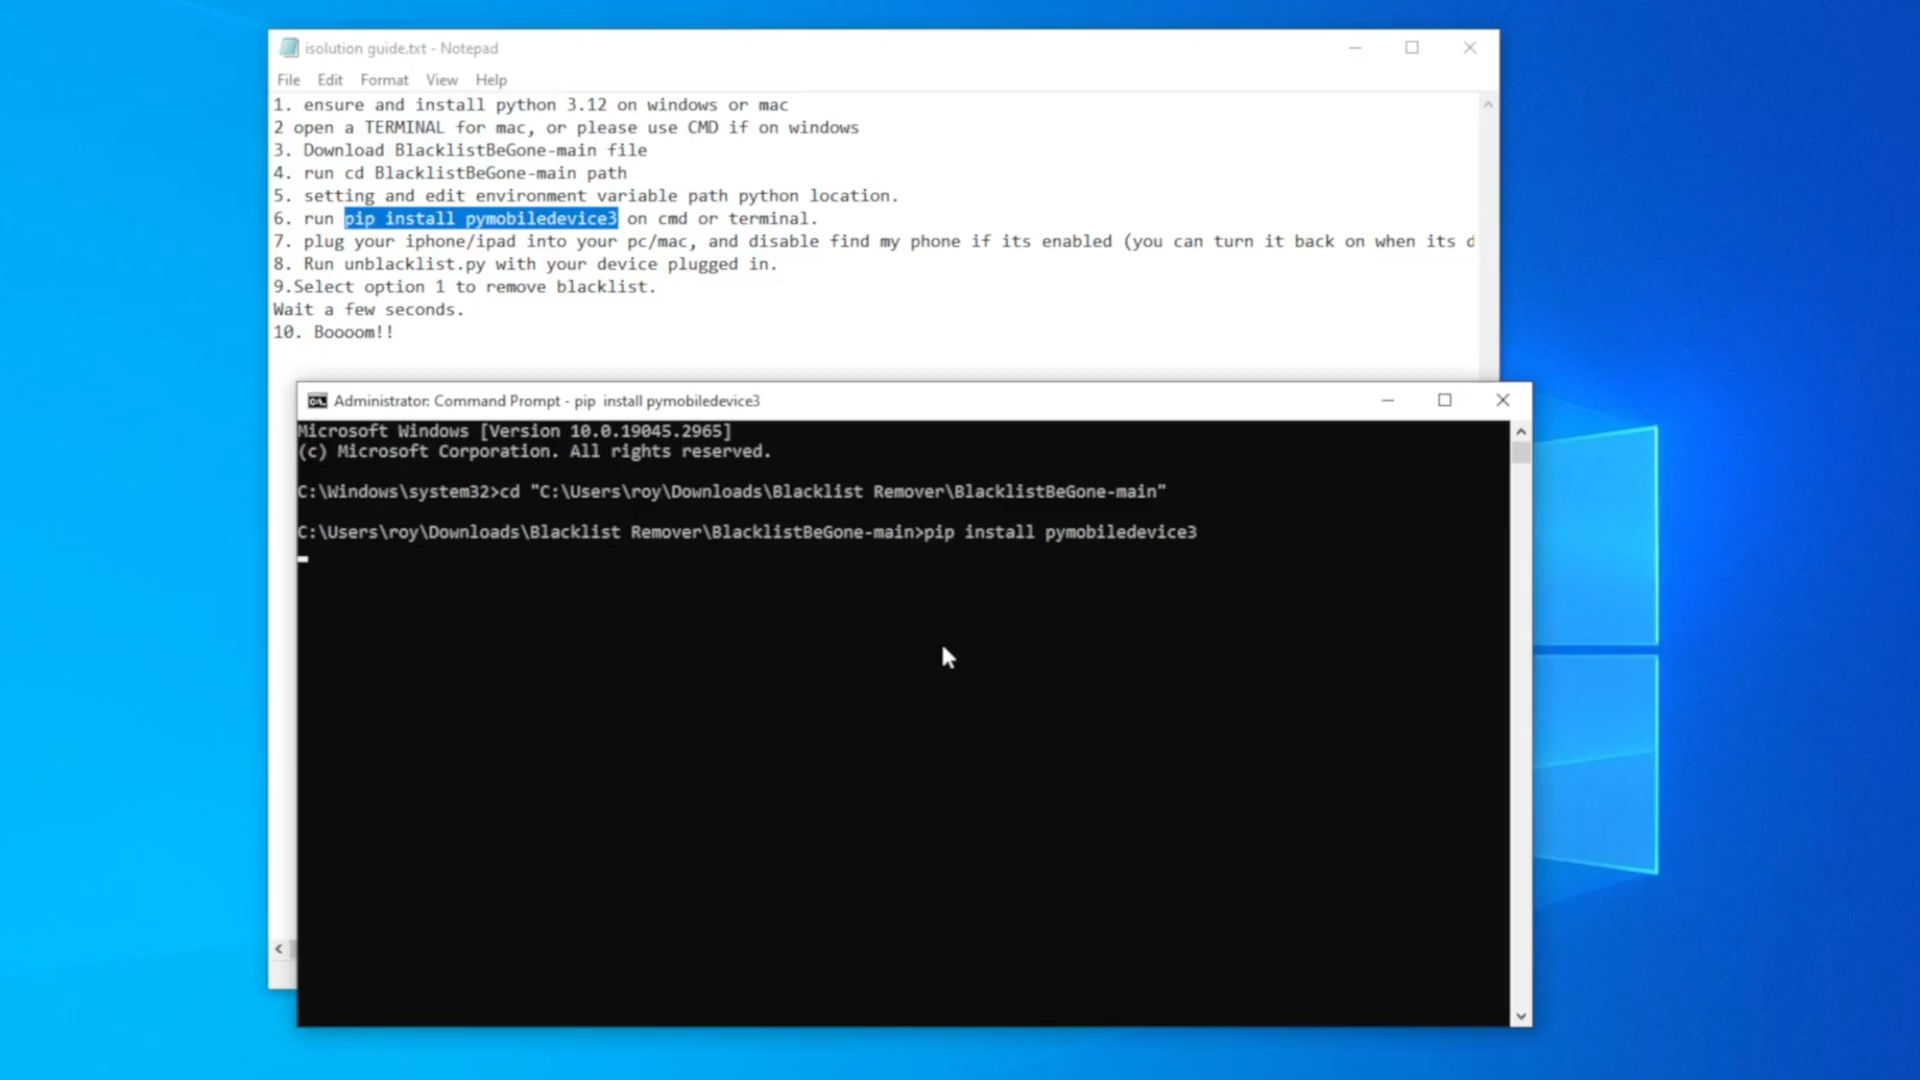 isolution guide.txt - Notepad
File Edit Format View Help
1. ensure and install python 3.12 on windows or mac
2 open a TERMINAL for mac, or please use CMD if on windows
3. Download BlacklistBeGone-main file
4. run cd BlacklistBeGone-main path
5. setting and edit environment variable path python location.
6. run pip install pymobiledevice3 on cmd or terminal.
7. plug your iphone/ipad into your pc/mac, and disable find my phone if its enabled (you can turn it back on when its d
8. Run unblacklist.py with your device plugged in.
9.Select option 1 to remove blacklist.
Wait a few seconds.
10. Boooom!!
Administrator: Command Prompt - pip  install pymobiledevice3
Microsoft Windows [Version 10.0.19045.2965]
(c) Microsoft Corporation. All rights reserved.
C:\Windows\system32>cd "C:\Users\roy\Downloads\Blacklist Remover\BlacklistBeGone-main"
C:\Users\roy\Downloads\Blacklist Remover\BlacklistBeGone-main>pip install pymobiledevice3